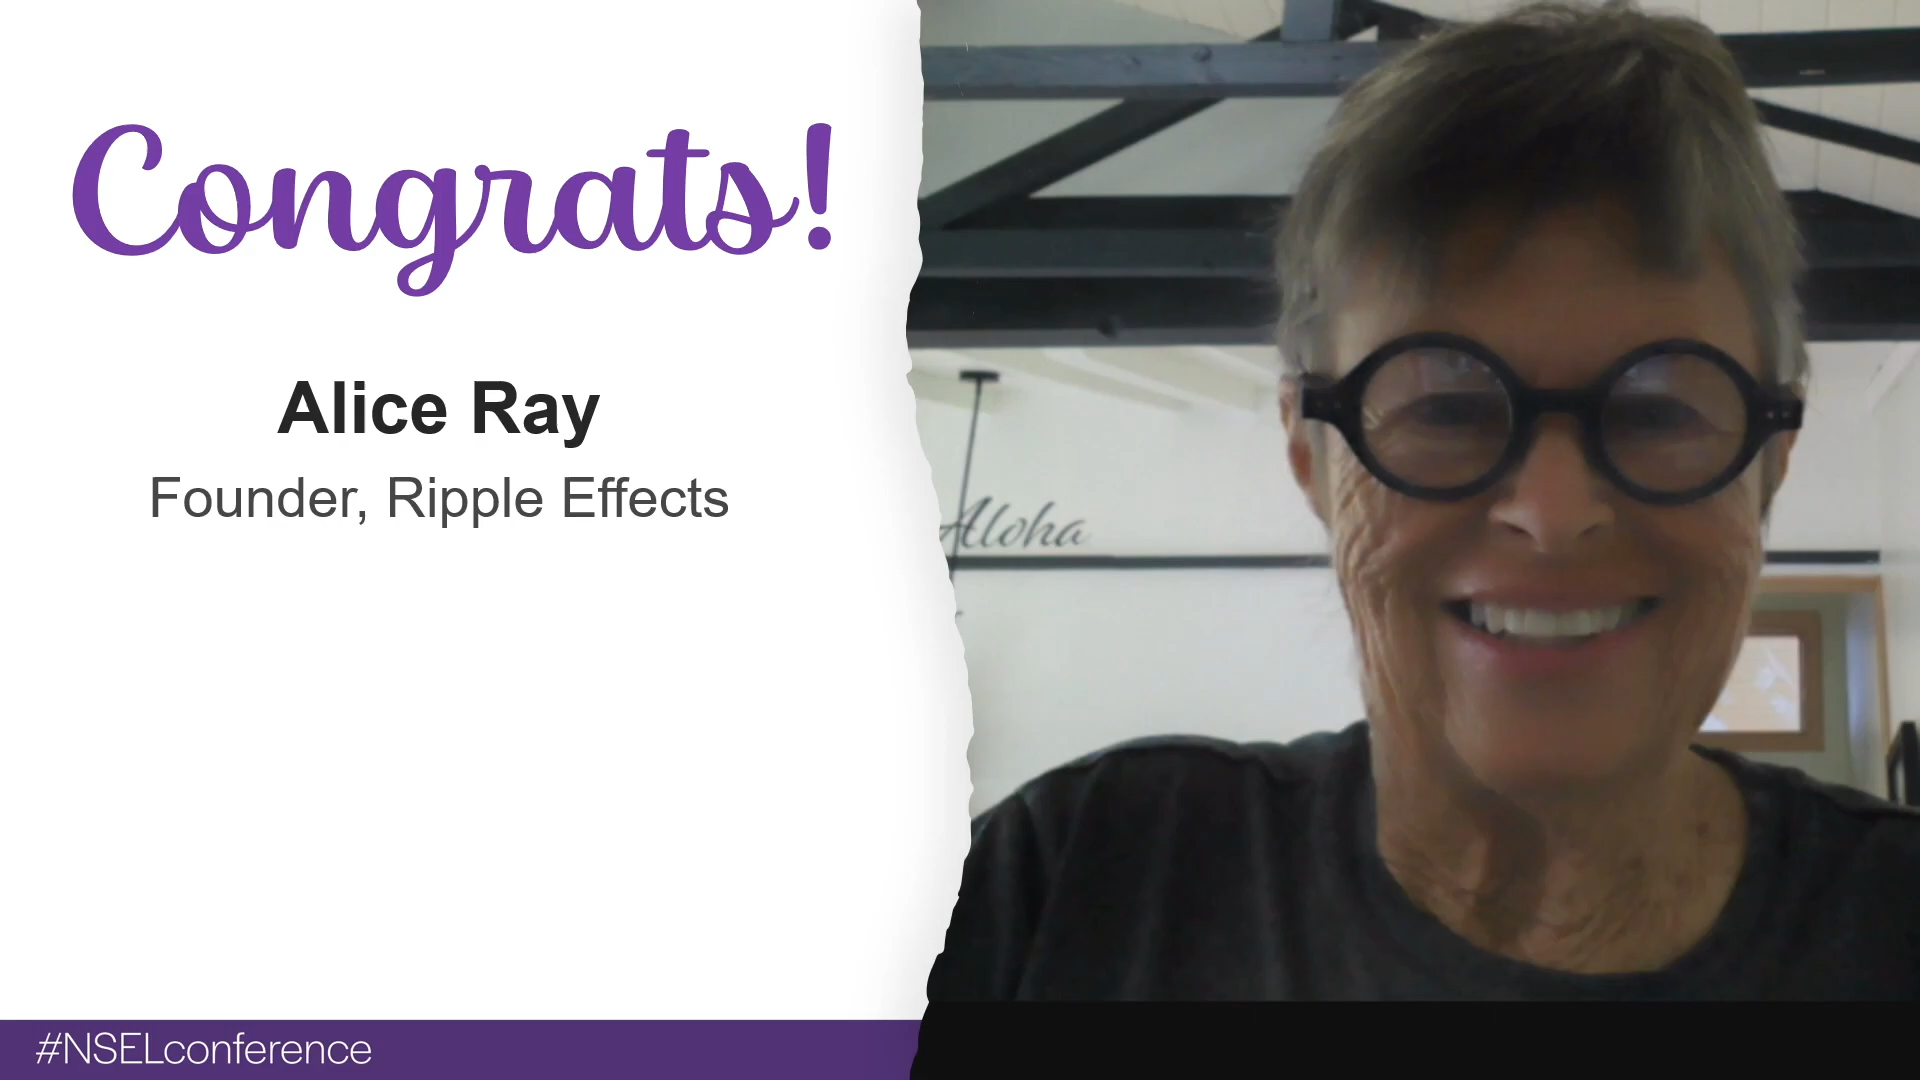 Congrats!
Alice Ray
Founder, Ripple Effects
Aloha
#NSELconference